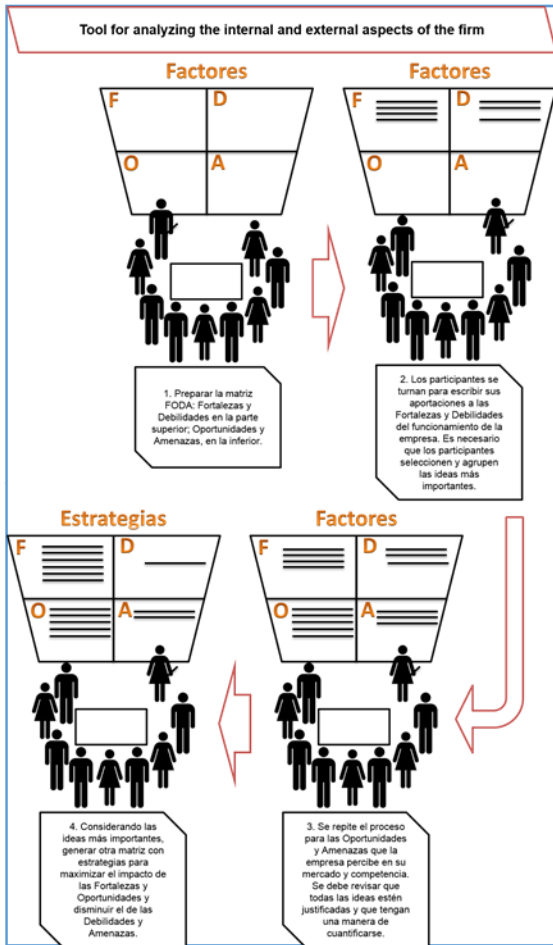 Tool for analyzing the internal and external aspects of the firm
Factores
F D
O A
Factores
F D
O A
1. Preparar la matriz
FODA: Fortalezas y
Debilidades en la parte
superior; Oportunidades y
Amenazas, en la inferior.
2. Los participantes se
turnan para escribir sus
aportaciones a las
Fortalezas y Debilidades
del funcionamiento de la
empresa. Es necesario
que los participantes
seleccionen y agrupen
las ideas más
importantes.
Estrategias
F D
O A
Factores
F D
O A
4. Considerando las
ideas más importantes,
generar otra matriz con
estrategias para
maximizar el impacto de
las Fortalezas y
Oportunidades y
disminuir el de las
Debilidades y
Amenazas.
3. Se repite el proceso
para las Oportunidades
y Amenazas que la
empresa percibe en su
mercado y competencia.
Se debe revisar que
todas las ideas estén
justificadas y que tengan
una manera de
cuantificarse.